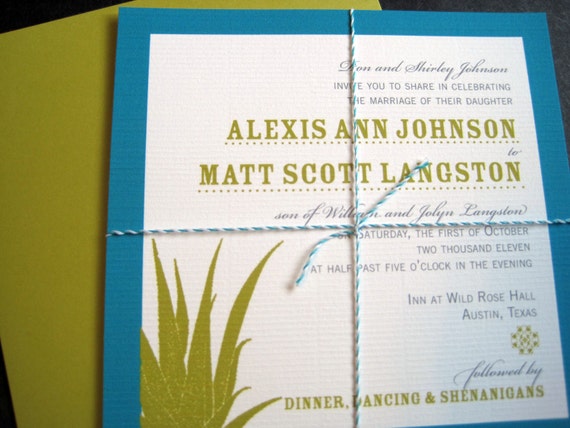 Ron and Shirley Johnson
INVITE YOU TO SHARE IN CELEBRATING
THE MARRIAGE OF THEIR DAUGHTER
ALEXIS ANN JOHNSON
to
MATT SCOTT LANGSTON
son of William and Jolyn Langston
ON SATURDAY, THE FIRST OF OCTOBER
TWO THOUSAND ELEVEN
AT HALF PAST FIVE O'CLOCK IN THE EVENING
INN AT WILD ROSE HALL
AUSTIN, TEXAS
followed by
DINNER, DANCING & SHENANIGANS